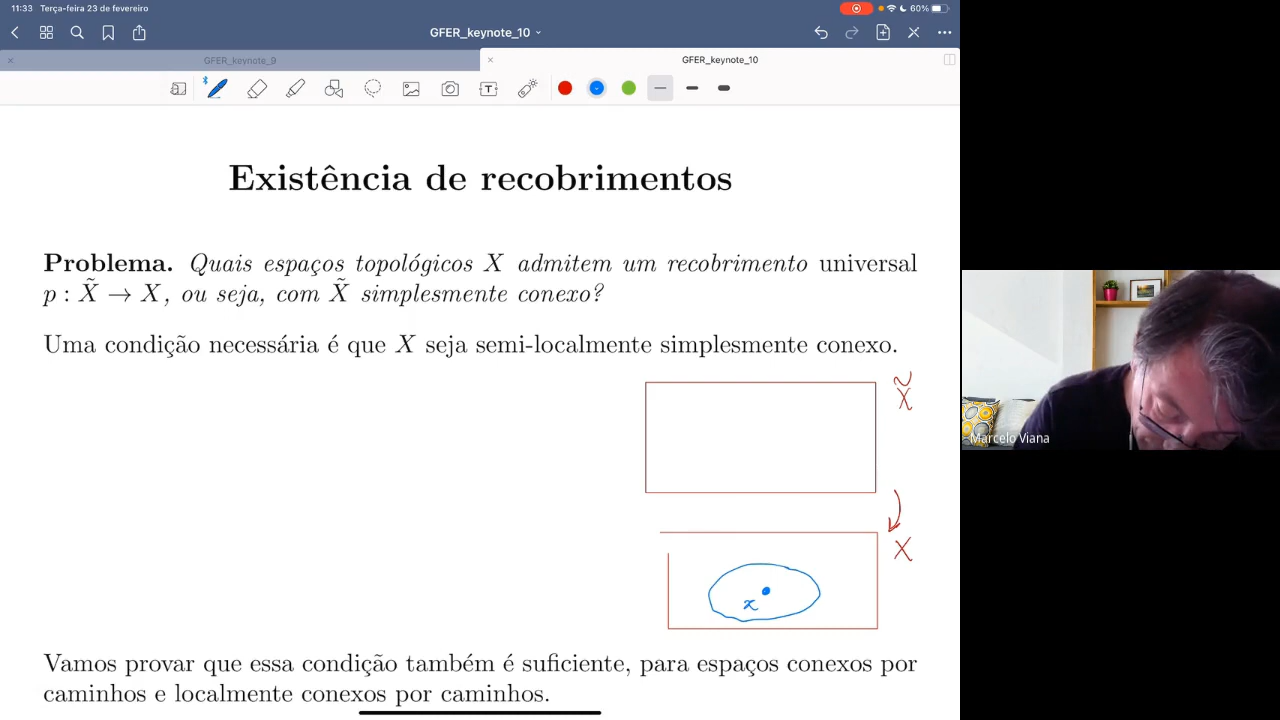 11:33 Terça-feira 23 de fevereiro
60%
GFER_keynote_10
GFER_keynote_9
GFER_keynote_10
T
Existência de recobrimentos
Problema. Quais espaços topológicos X admitem um recobrimento universal
p : X̃ → X, ou seja, com X̃ simplesmente conexo?
Uma condição necessária é que X seja semi-localmente simplesmente conexo.
X̃
X
x
Vamos provar que essa condição também é suficiente, para espaços conexos por
caminhos e localmente conexos por caminhos.
Marcelo Viana